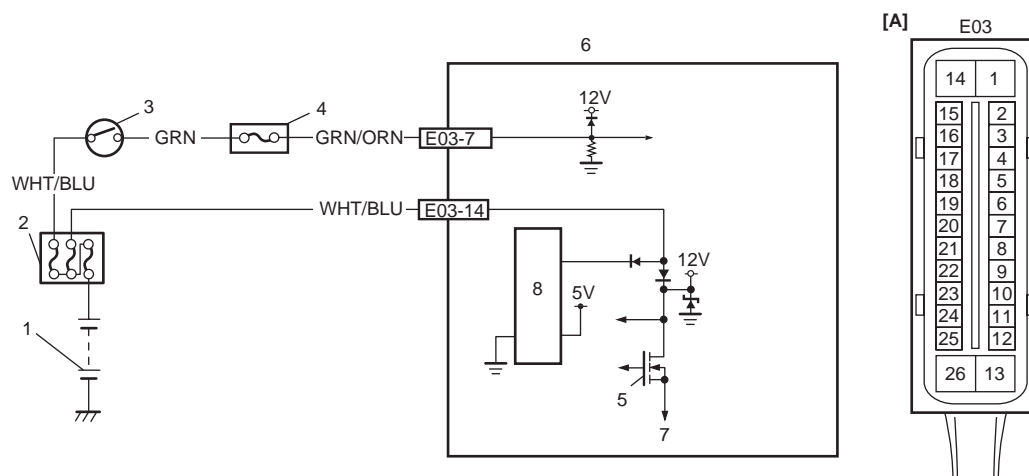 [A]
E03
6
3
4
12V
GRN
GRN/ORN
E03-7
WHT/BLU
WHT/BLU
E03-14
2
12V
8
5V
1
5
7
14 1
15 2
16 3
17 4
18 5
19 6
20 7
21 8
22 9
23 10
24 11
25 12
26 13